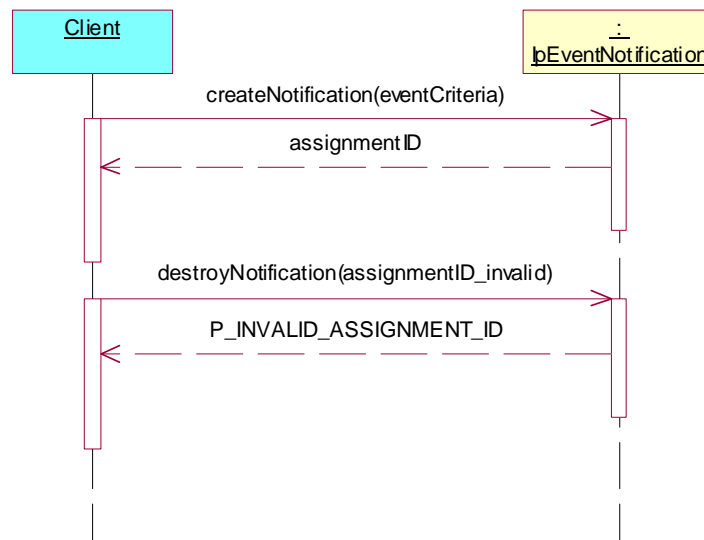 Client
:
IpEventNotification
createNotification(eventCriteria)
assignmentID
destroyNotification(assignmentID_invalid)
P_INVALID_ASSIGNMENT_ID